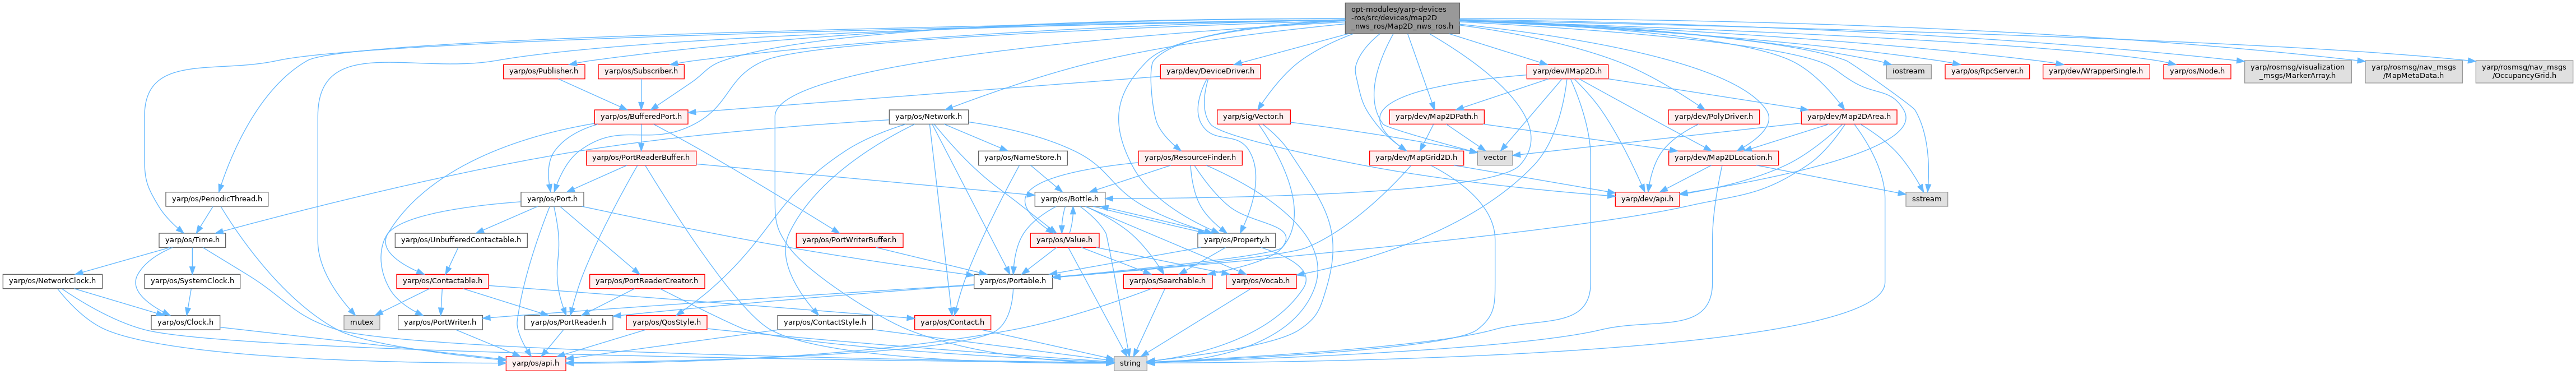 opt-modules/yarp-devices
-ros/src/devices/map2D
_nws_ros/Map2D_nws_ros.h
yarp/os/Publisher.h
yarp/os/Subscriber.h
yarp/dev/DeviceDriver.h
yarp/dev/IMap2D.h
iostream
yarp/os/RpcServer.h
yarp/dev/WrapperSingle.h
yarp/os/Node.h
yarp/rosmsg/visualization
_msgs/MarkerArray.h
yarp/rosmsg/nav_msgs
/MapMetaData.h
yarp/rosmsg/nav_msgs
/OccupancyGrid.h
yarp/os/BufferedPort.h
yarp/os/Network.h
yarp/sig/Vector.h
yarp/dev/Map2DPath.h
yarp/dev/PolyDriver.h
yarp/dev/Map2DArea.h
yarp/os/PortReaderBuffer.h
yarp/os/NameStore.h
yarp/os/ResourceFinder.h
yarp/dev/MapGrid2D.h
vector
yarp/dev/Map2DLocation.h
yarp/os/PeriodicThread.h
yarp/os/Port.h
yarp/os/Bottle.h
yarp/dev/api.h
sstream
yarp/os/Time.h
yarp/os/UnbufferedContactable.h
yarp/os/PortWriterBuffer.h
yarp/os/Value.h
yarp/os/Property.h
yarp/os/NetworkClock.h
yarp/os/SystemClock.h
yarp/os/Contactable.h
yarp/os/PortReaderCreator.h
yarp/os/Portable.h
yarp/os/Searchable.h
yarp/os/Vocab.h
yarp/os/Clock.h
mutex
yarp/os/PortWriter.h
yarp/os/PortReader.h
yarp/os/QosStyle.h
yarp/os/ContactStyle.h
yarp/os/Contact.h
yarp/os/api.h
string